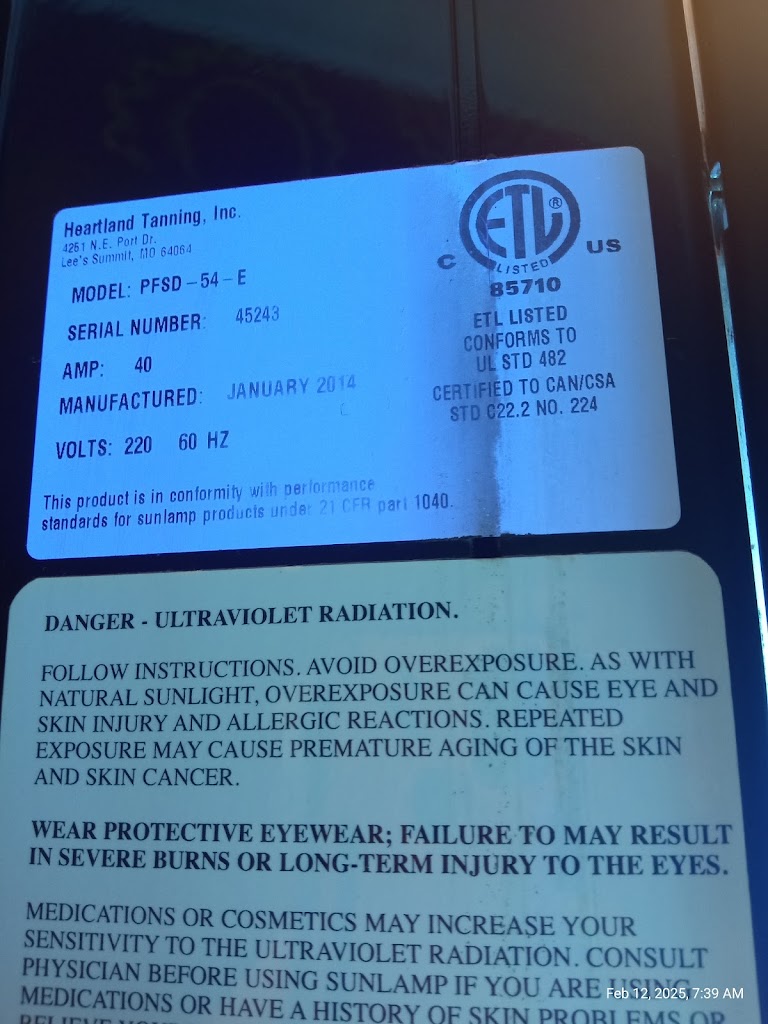 Heartland Tanning, Inc.
4261 N.E. Port Dr.
Lee's Summit, MO 64064
MODEL: PFSD-54-E
SERIAL NUMBER: 45243
AMP: 40
MANUFACTURED: JANUARY 2014
VOLTS: 220 60 HZ
This product is in conformity with performance
standards for sunlamp products under 21 CFR part 1040.
ETL®
LISTED
C US
85710
ETL LISTED
CONFORMS TO
UL STD 482
CERTIFIED TO CAN/CSA
STD C22.2 NO. 224
DANGER - ULTRAVIOLET RADIATION.
FOLLOW INSTRUCTIONS. AVOID OVEREXPOSURE. AS WITH
NATURAL SUNLIGHT, OVEREXPOSURE CAN CAUSE EYE AND
SKIN INJURY AND ALLERGIC REACTIONS. REPEATED
EXPOSURE MAY CAUSE PREMATURE AGING OF THE SKIN
AND SKIN CANCER.
WEAR PROTECTIVE EYEWEAR; FAILURE TO MAY RESULT
IN SEVERE BURNS OR LONG-TERM INJURY TO THE EYES.
MEDICATIONS OR COSMETICS MAY INCREASE YOUR
SENSITIVITY TO THE ULTRAVIOLET RADIATION. CONSULT
PHYSICIAN BEFORE USING SUNLAMP IF YOU ARE USING
MEDICATIONS OR HAVE A HISTORY OF SKIN PROBLEMS OR
Feb 12, 2025, 7:39 AM